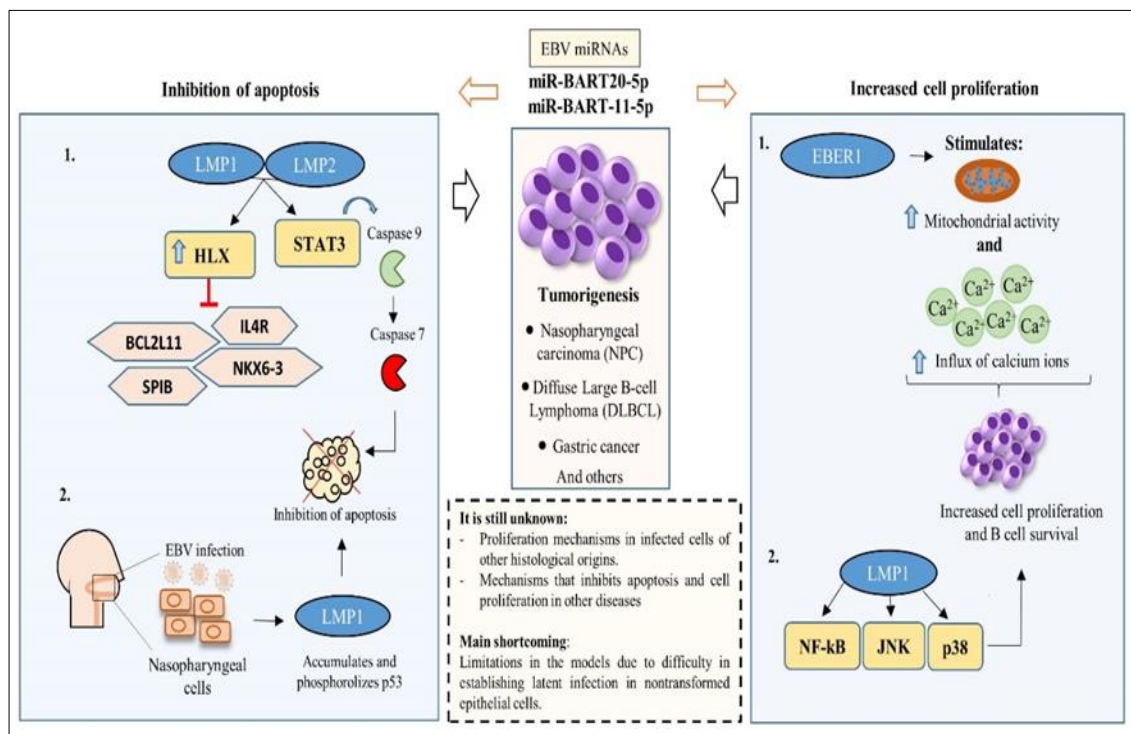 EBV miRNAs
miR-BART20-5p
miR-BART-11-5p
Inhibition of apoptosis
1.
LMP1
LMP2
HLX
STAT3
Caspase 9
Caspase 7
BCL2L11
IL4R
SPIB
NKX6-3
Inhibition of apoptosis
2.
EBV infection
Nasopharyngeal
cells
LMP1
Accumulates and
phosphorolizes p53
Tumorigenesis
● Nasopharyngeal
carcinoma (NPC)
● Diffuse Large B-cell
Lymphoma (DLBCL)
● Gastric cancer
And others
It is still unknown:
- Proliferation mechanisms in infected cells of
other histological origins.
- Mechanisms that inhibits apoptosis and cell
proliferation in other diseases
Main shortcoming:
Limitations in the models due to difficulty in
establishing latent infection in nontransformed
epithelial cells.
Increased cell proliferation
1.
EBER1
Stimulates:
Mitochondrial activity
and
Ca²⁺
Ca²⁺
Ca²⁺
Ca²⁺
Ca²⁺
Ca²⁺
Influx of calcium ions
Increased cell proliferation
and B cell survival
2.
LMP1
NF-kB
JNK
p38